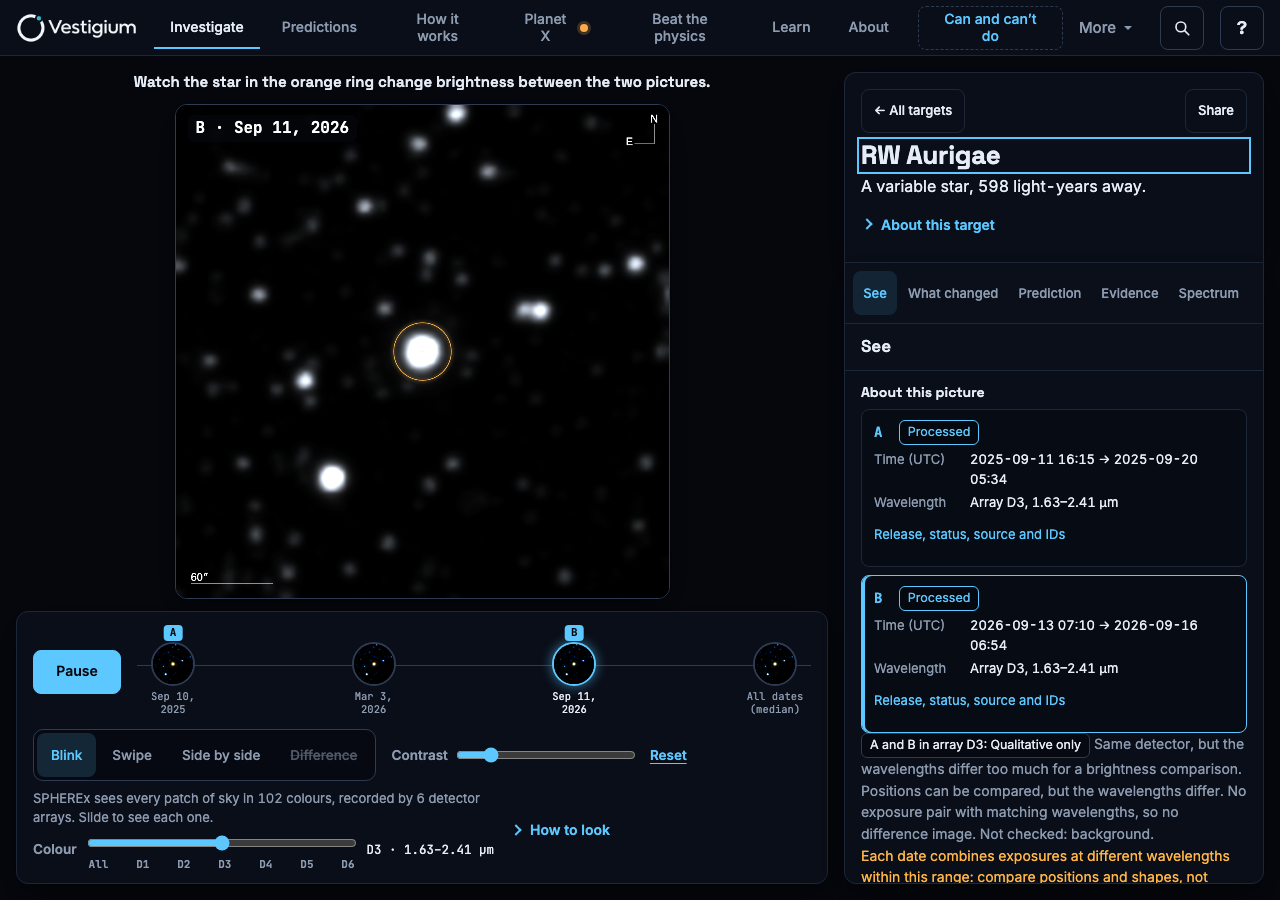 Vestigium
Investigate
Predictions
How it works
Planet X
Beat the physics
Learn
About
Can and can't do
More
?
Watch the star in the orange ring change brightness between the two pictures.
B · Sep 11, 2026
N
E
60″
Pause
A
B
Sep 10, 2025
Mar 3, 2026
Sep 11, 2026
All dates (median)
Blink
Swipe
Side by side
Difference
Contrast
Reset
SPHEREx sees every patch of sky in 102 colours, recorded by 6 detector
arrays. Slide to see each one.
Colour
D3 · 1.63–2.41 µm
All D1 D2 D3 D4 D5 D6
How to look
← All targets
Share
RW Aurigae
A variable star, 598 light-years away.
About this target
See
What changed
Prediction
Evidence
Spectrum
See
About this picture
A Processed
Time (UTC) 2025-09-11 16:15 → 2025-09-20
05:34
Wavelength Array D3, 1.63–2.41 µm
Release, status, source and IDs
B Processed
Time (UTC) 2026-09-13 07:10 → 2026-09-16
06:54
Wavelength Array D3, 1.63–2.41 µm
Release, status, source and IDs
A and B in array D3: Qualitative only Same detector, but the
wavelengths differ too much for a brightness comparison.
Positions can be compared, but the wavelengths differ. No
exposure pair with matching wavelengths, so no
difference image. Not checked: background.
Each date combines exposures at different wavelengths
within this range: compare positions and shapes, not